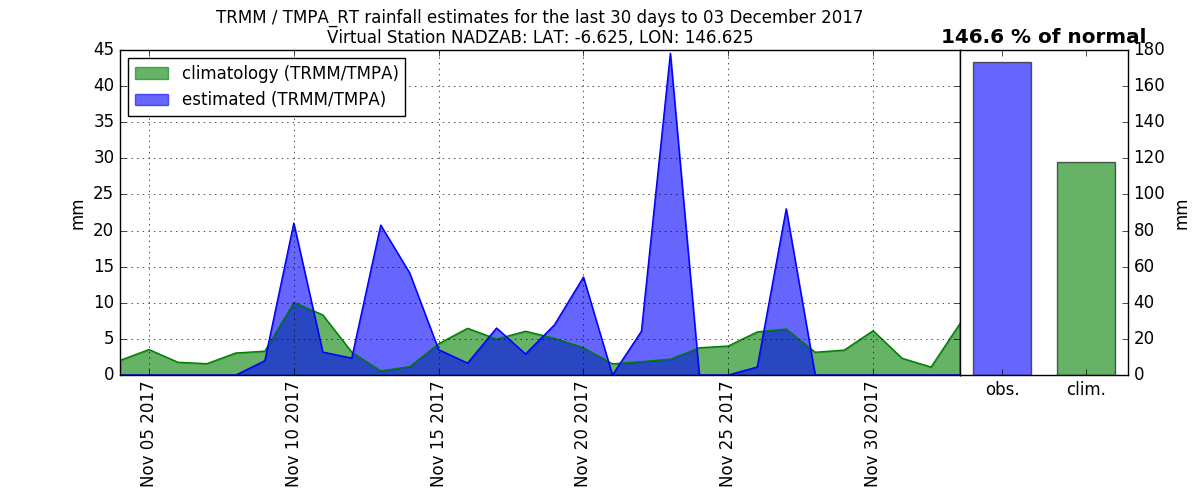 TRMM / TMPA_RT rainfall estimates for the last 30 days to 03 December 2017
Virtual Station NADZAB: LAT: -6.625, LON: 146.625
146.6 % of normal
climatology (TRMM/TMPA)
estimated (TRMM/TMPA)
45
40
35
30
25
20
15
10
5
0
mm
Nov 05 2017
Nov 10 2017
Nov 15 2017
Nov 20 2017
Nov 25 2017
Nov 30 2017
obs.
clim.
180
160
140
120
100
80
60
40
20
0
mm